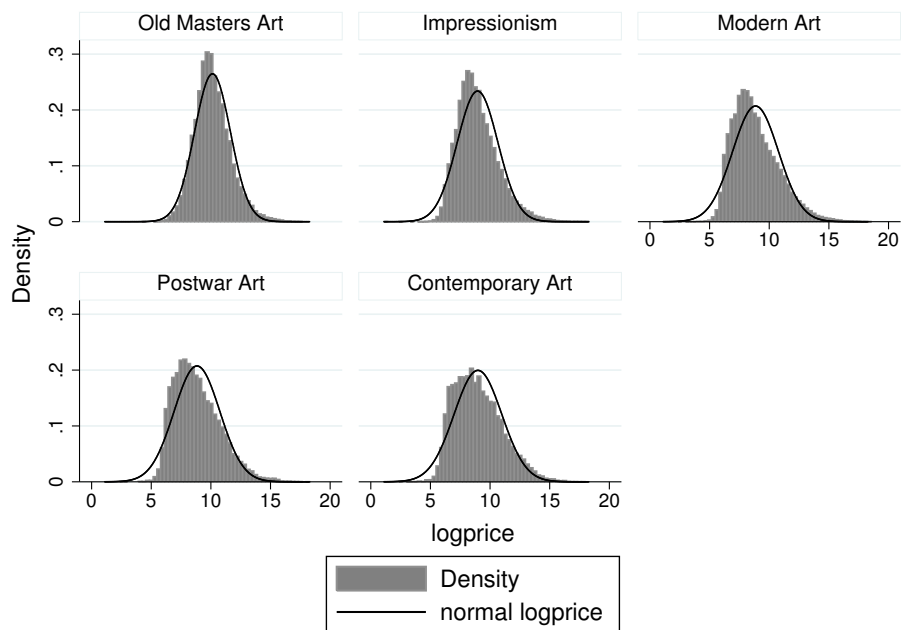 Old Masters Art
Impressionism
Modern Art
.3
.2
.1
0
0 5 10 15 20
Density
Postwar Art
Contemporary Art
.3
.2
.1
0
0 5 10 15 20
0 5 10 15 20
logprice
Density
normal logprice